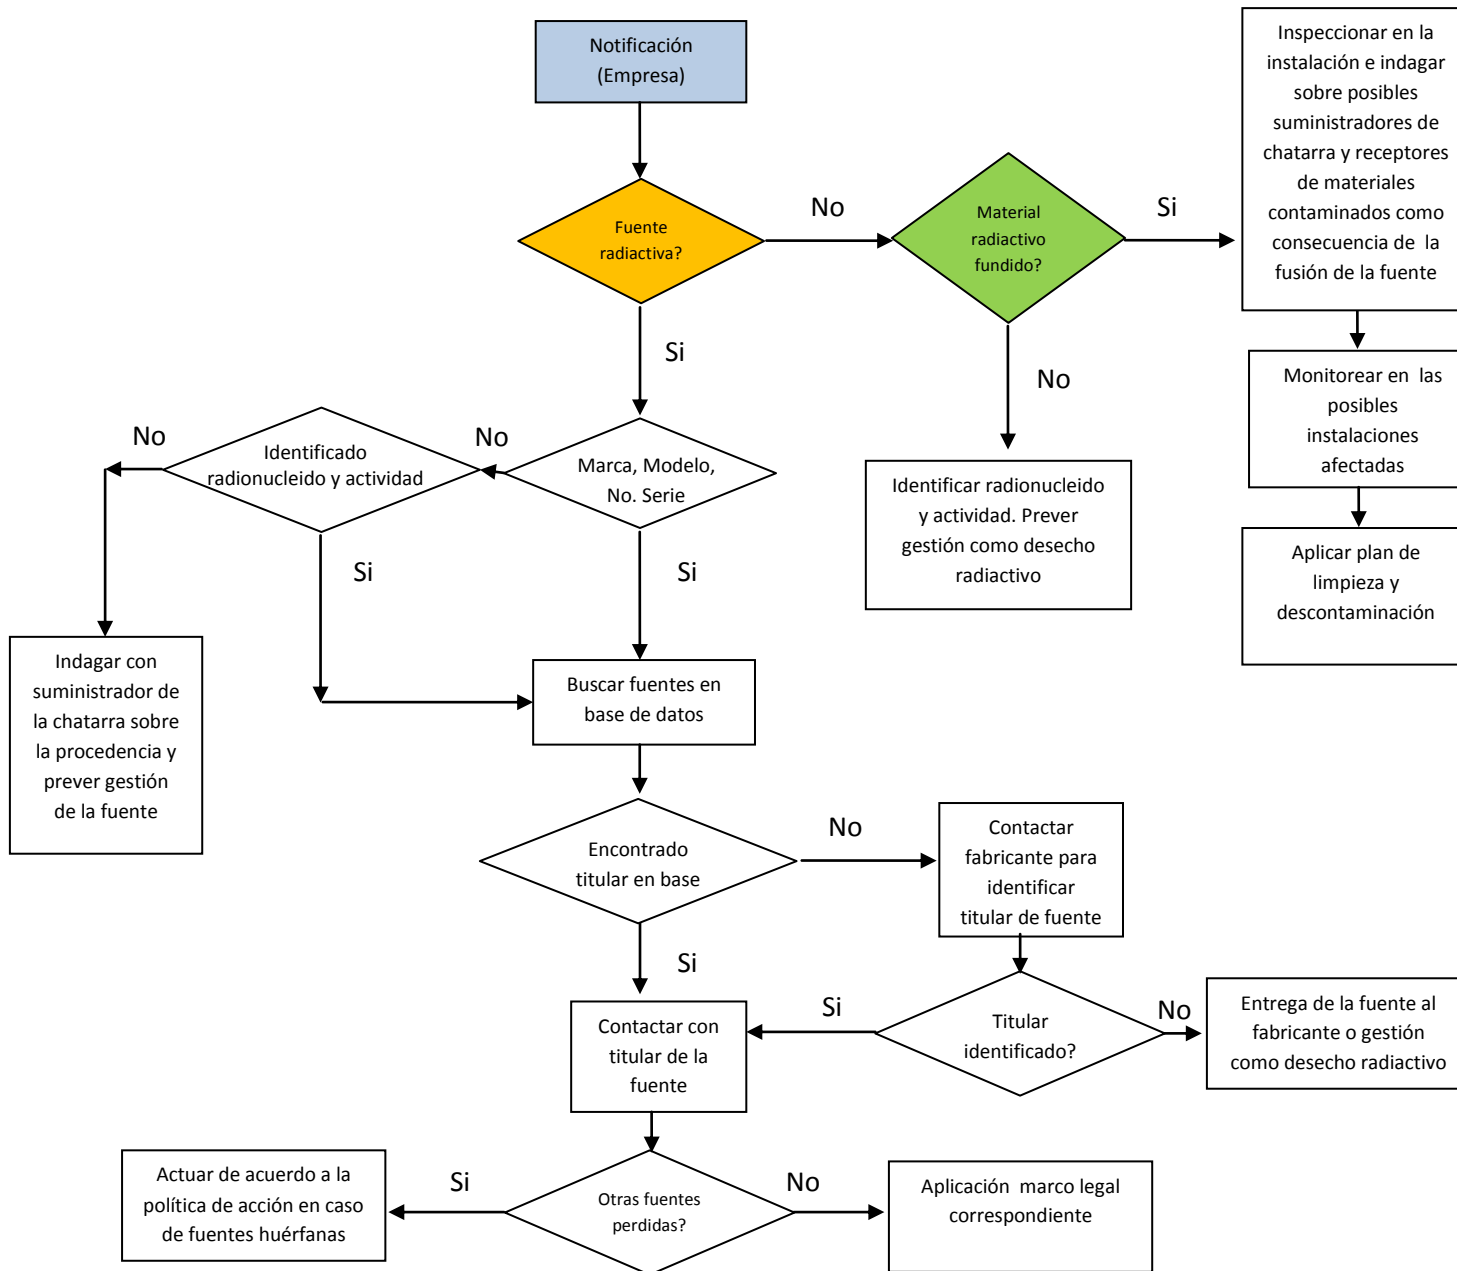 Notificación
(Empresa)
Inspeccionar en la
instalación e indagar
sobre posibles
suministradores de
chatarra y receptores
de materiales
contaminados como
consecuencia de  la
fusión de la fuente
Fuente
radiactiva?
No
Material
radiactivo
fundido?
Si
Si
No
Monitorear en  las
posibles
instalaciones
afectadas
No
Identificado
radionucleido y actividad
No
Marca, Modelo,
No. Serie
Identificar radionucleido
y actividad. Prever
gestión como desecho
radiactivo
Aplicar plan de
limpieza y
descontaminación
Si
Si
Indagar con
suministrador de
la chatarra sobre
la procedencia y
prever gestión
de la fuente
Buscar fuentes en
base de datos
Encontrado
titular en base
No
Contactar
fabricante para
identificar
titular de fuente
Si
Contactar con
titular de la
fuente
Si
Titular
identificado?
No
Entrega de la fuente al
fabricante o gestión
como desecho radiactivo
Actuar de acuerdo a la
política de acción en caso
de fuentes huérfanas
Si
Otras fuentes
perdidas?
No
Aplicación  marco legal
correspondiente